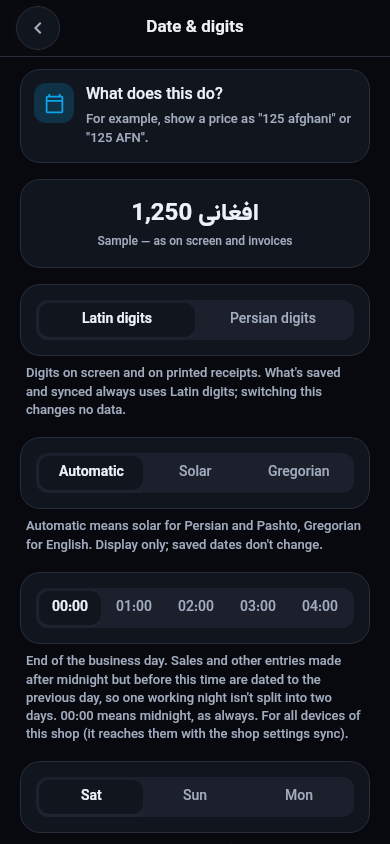 Date & digits
What does this do?
For example, show a price as "125 afghani" or
"125 AFN".
1,250 افغانی
Sample — as on screen and invoices
Latin digits
Persian digits
Digits on screen and on printed receipts. What's saved
and synced always uses Latin digits; switching this
changes no data.
Automatic
Solar
Gregorian
Automatic means solar for Persian and Pashto, Gregorian
for English. Display only; saved dates don't change.
00:00
01:00
02:00
03:00
04:00
End of the business day. Sales and other entries made
after midnight but before this time are dated to the
previous day, so one working night isn't split into two
days. 00:00 means midnight, as always. For all devices of
this shop (it reaches them with the shop settings sync).
Sat
Sun
Mon